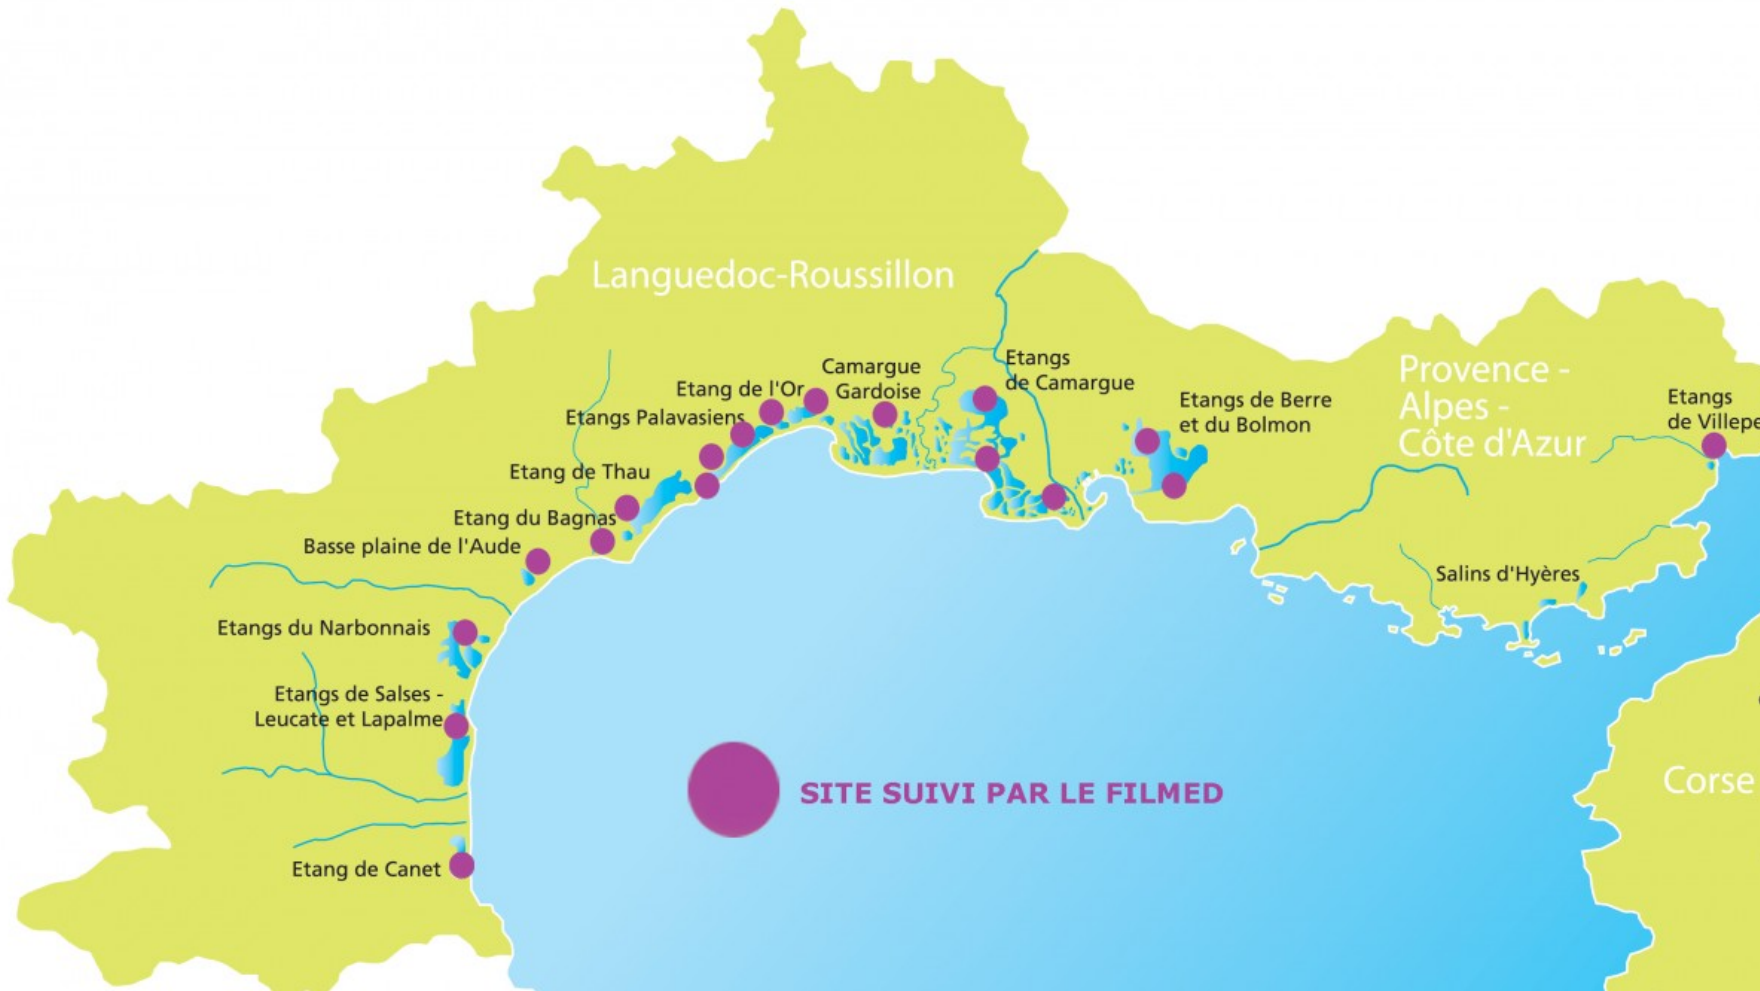 Languedoc-Roussillon
Camargue
Gardoise
Etangs
de Camargue
Etang de l'Or
Etangs Palavasiens
Etang de Thau
Etang du Bagnas
Basse plaine de l'Aude
Etangs du Narbonnais
Etangs de Salses -
Leucate et Lapalme
Etang de Canet
Etangs de Berre
et du Bolmon
Provence -
Alpes -
Côte d'Azur
Etangs
de Villepe
Salins d'Hyères
Corse
SITE SUIVI PAR LE FILMED